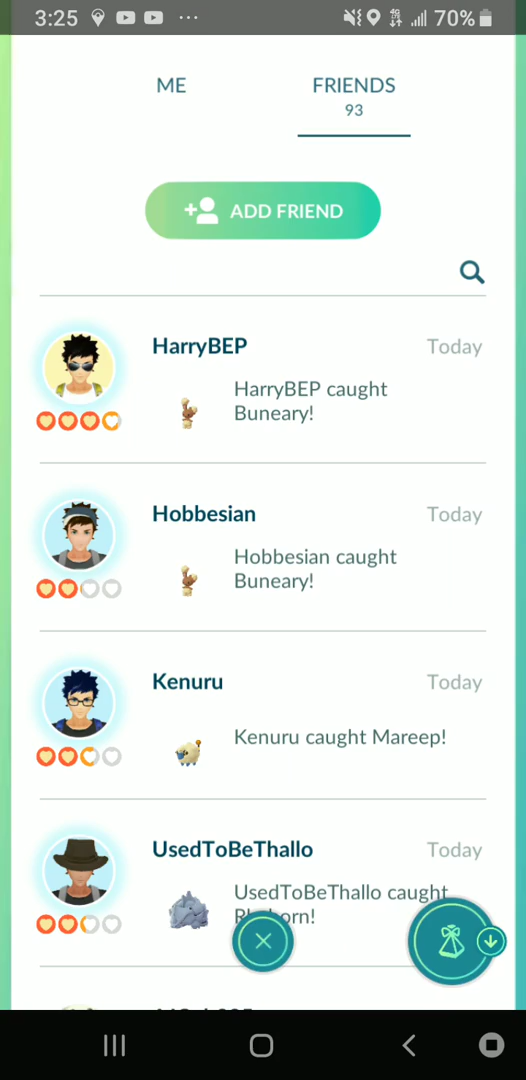 3:25 ... 4G 70%
ME
FRIENDS
93
ADD FRIEND
HarryBEP Today
HarryBEP caught
Buneary!
Hobbesian Today
Hobbesian caught
Buneary!
Kenuru Today
Kenuru caught Mareep!
UsedToBeThallo Today
UsedToBeThallo caught